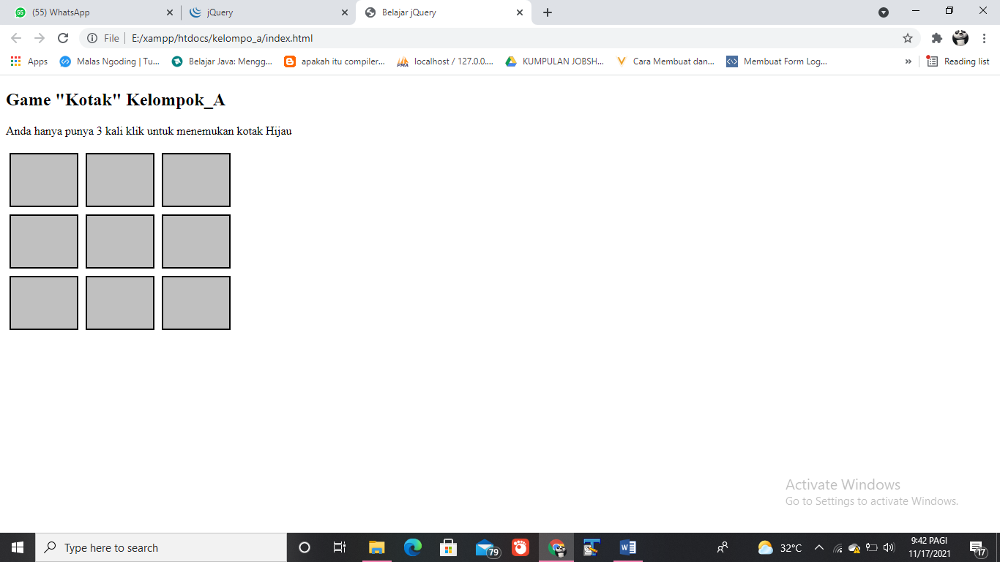 55 (55) WhatsApp
jQuery
Belajar jQuery
File | E:/xampp/htdocs/kelompo_a/index.html
Apps
Malas Ngoding | Tu...
Belajar Java: Mengg...
apakah itu compiler...
PMA localhost / 127.0.0....
KUMPULAN JOBSH...
Cara Membuat dan...
Membuat Form Log...
» Reading list
Game "Kotak" Kelompok_A
Anda hanya punya 3 kali klik untuk menemukan kotak Hijau
Activate Windows
Go to Settings to activate Windows.
Type here to search
79
W
32°C
9:42 PAGI
11/17/2021
17